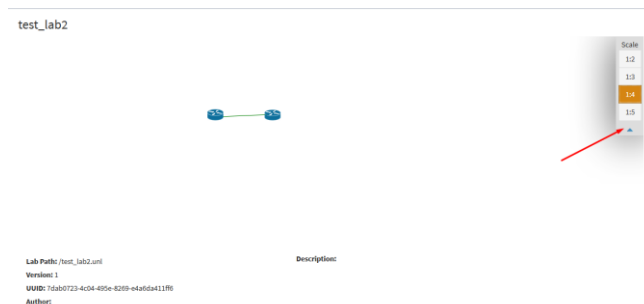 test_lab2
Scale
1:2
1:3
1:4
1:5
Lab Path: /test_lab2.unl
Description:
Version: 1
UUID: 7dab0723-4c04-495e-8269-e4a6da411ff6
Author: